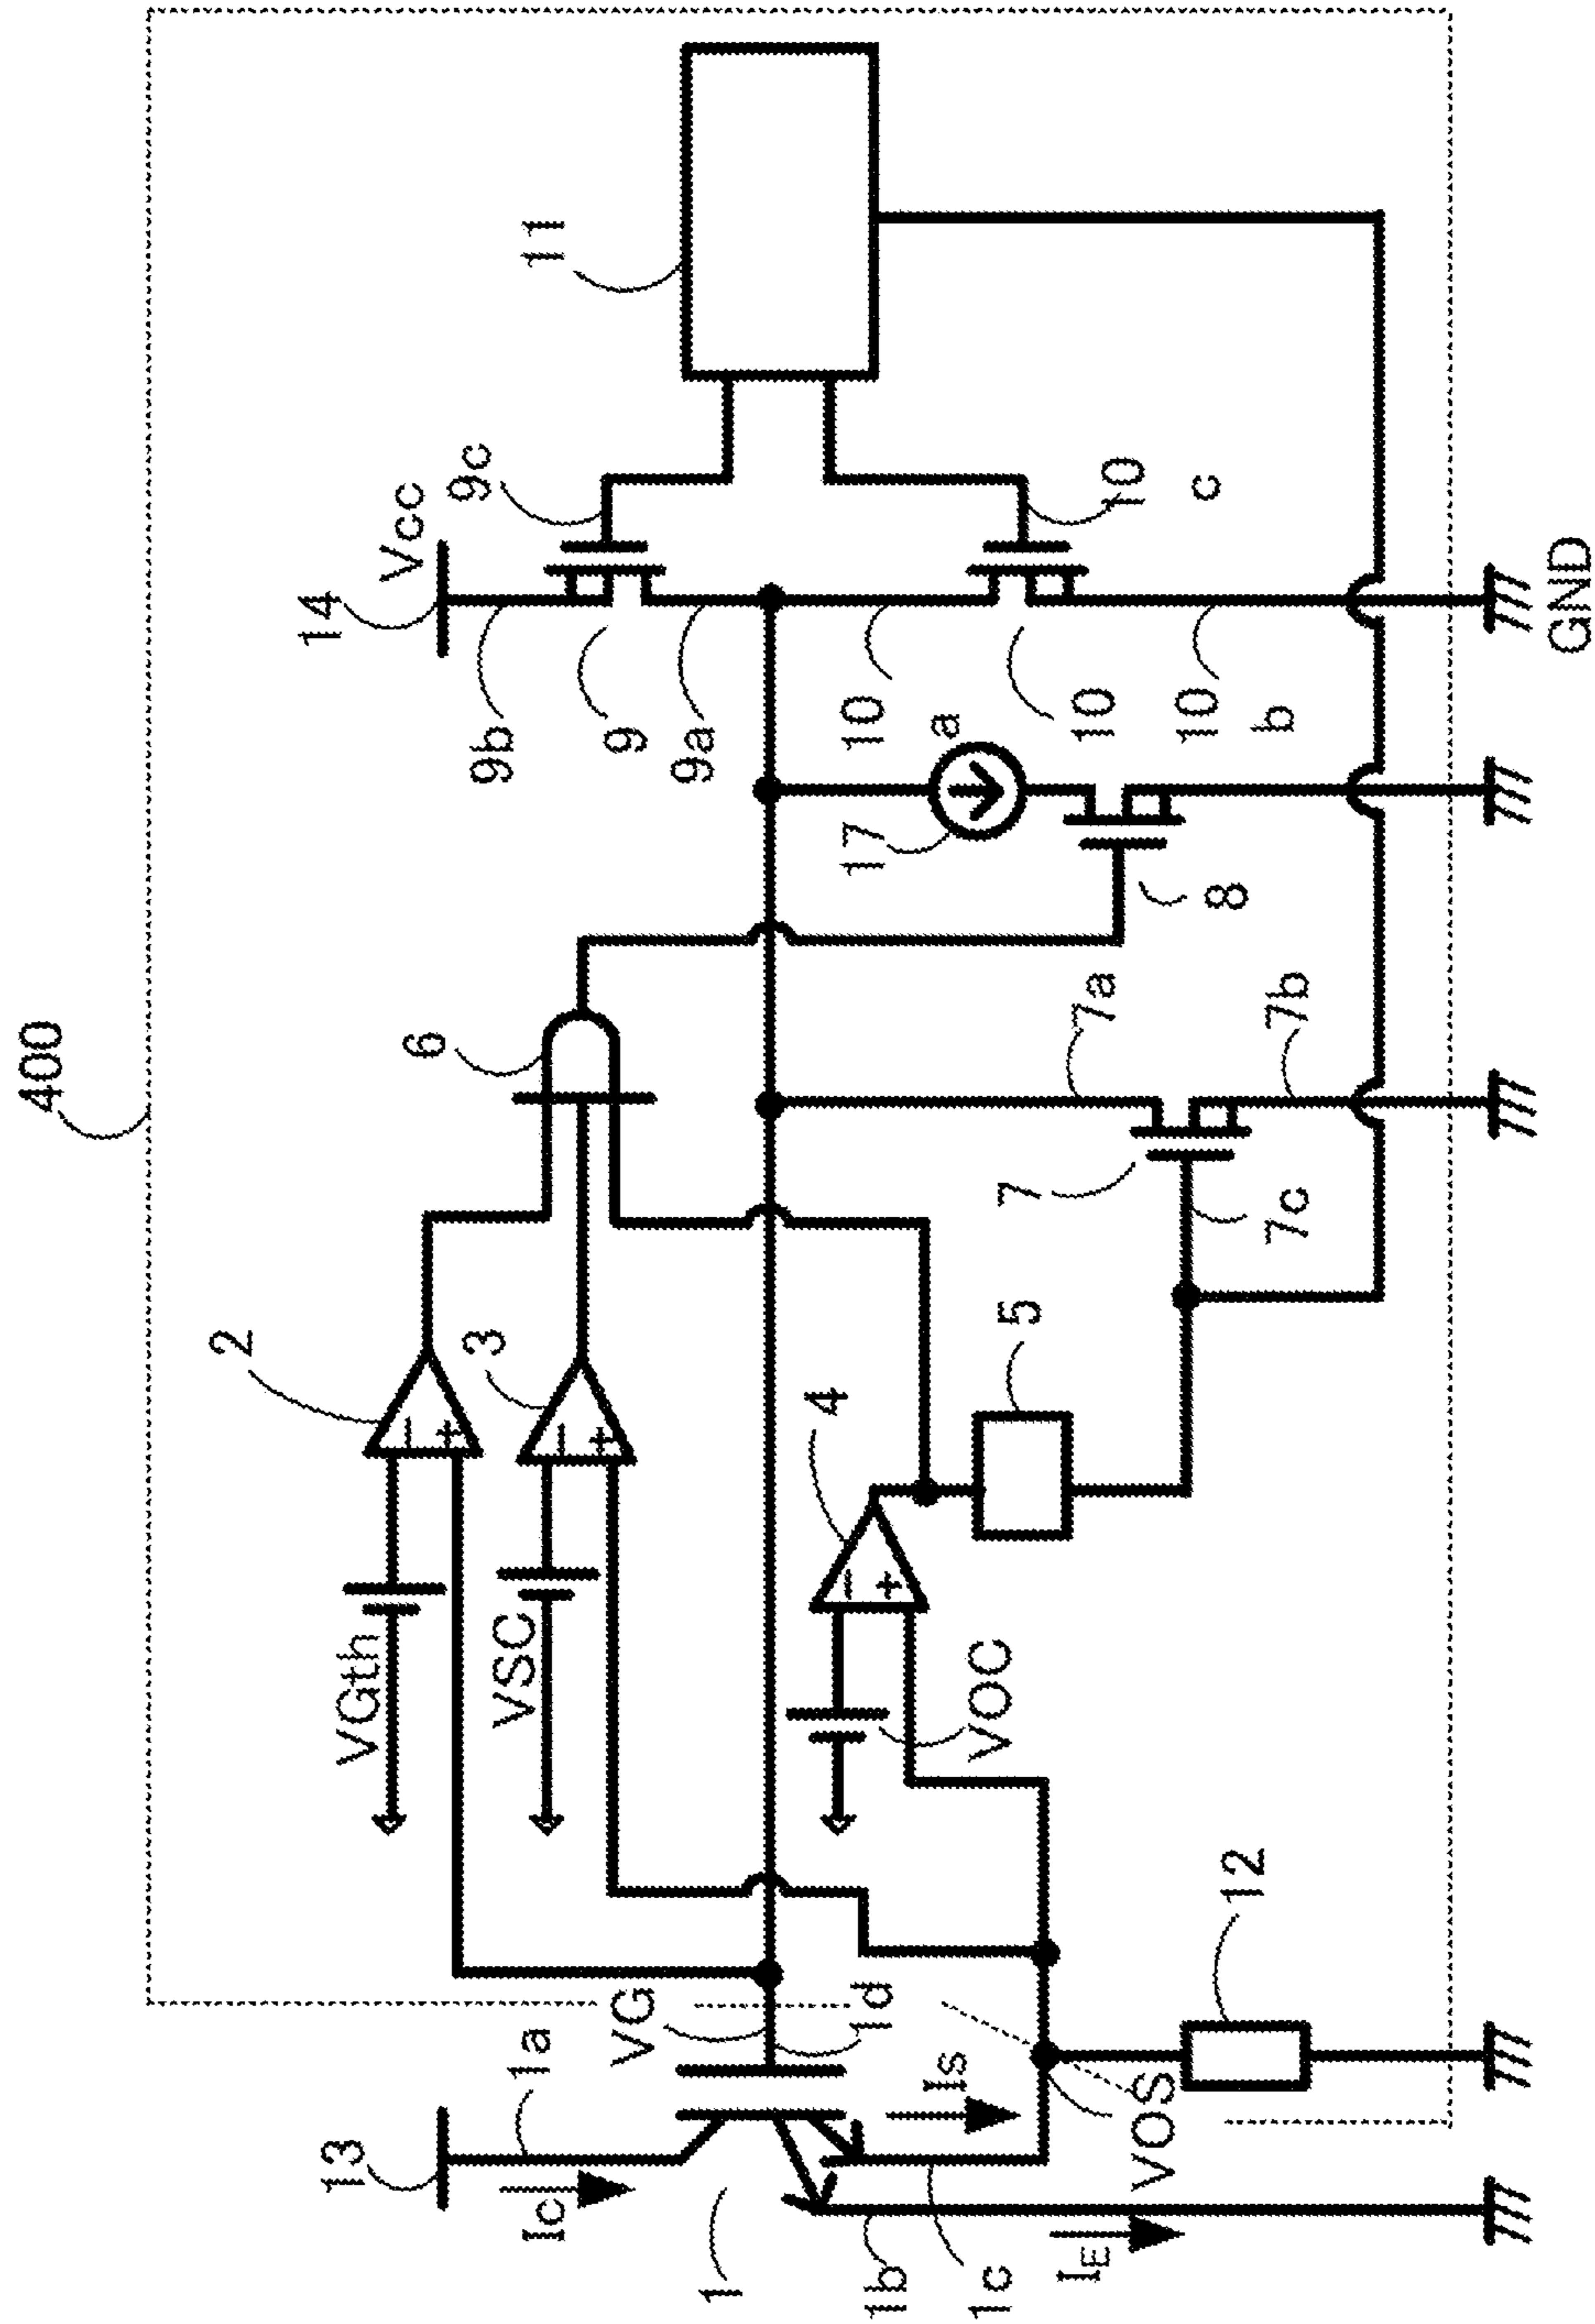 400
13
Ic
1a
1
1b
1c
IE
VG
1d
IS
VOS
12
VGth
VSC
VOC
2
−
+
3
−
+
4
−
+
5
6
7
7a
7b
7c
8
17
14
Vcc
9b
9
9a
9c
10
a
10
10
b
10
c
11
GND